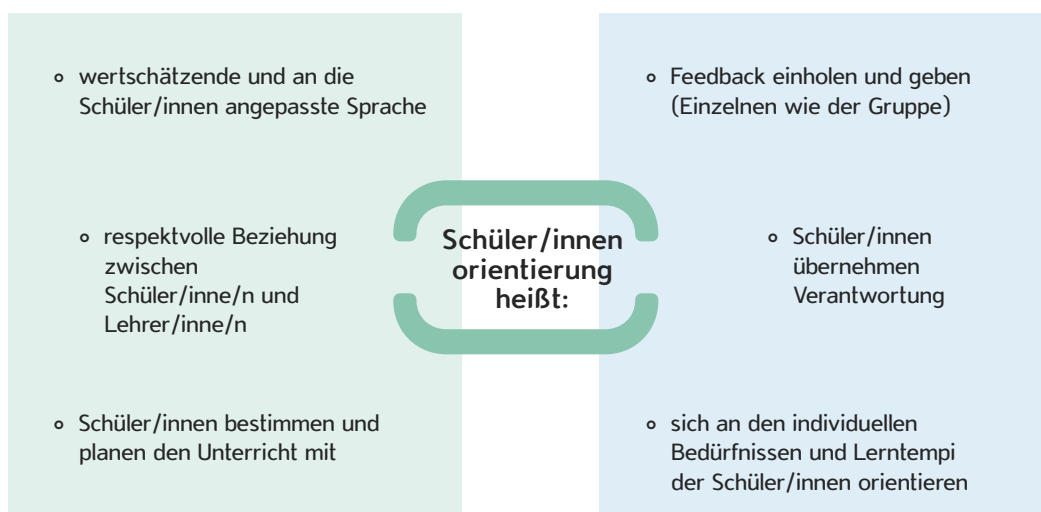 wertschätzende und an die
Schüler/innen angepasste Sprache
respektvolle Beziehung
zwischen
Schüler/inne/n und
Lehrer/inne/n
Schüler/innen bestimmen und
planen den Unterricht mit
Schüler/innen
orientierung
heißt:
Feedback einholen und geben
(Einzelnen wie der Gruppe)
Schüler/innen
übernehmen
Verantwortung
sich an den individuellen
Bedürfnissen und Lerntempi
der Schüler/innen orientieren